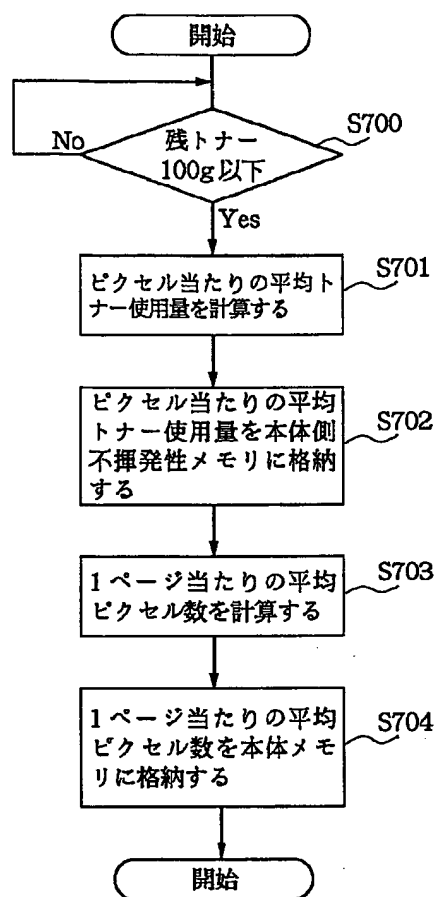 開始
No
残トナー
100g以下
S700
Yes
ピクセル当たりの平均ト
ナー使用量を計算する
S701
ピクセル当たりの平均
トナー使用量を本体側
不揮発性メモリに格納
する
S702
1ページ当たりの平均
ピクセル数を計算する
S703
1ページ当たりの平均
ピクセル数を本体メモ
リに格納する
S704
開始